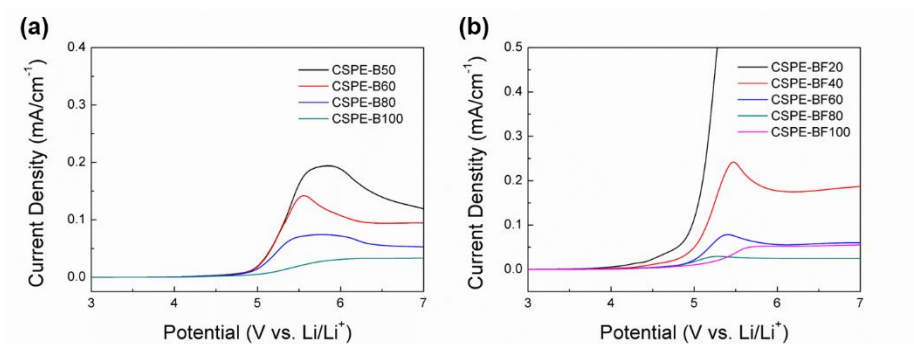 (a)
0.4
0.3
0.2
0.1
0.0
Current Density (mA/cm⁻¹)
CSPE-B50
CSPE-B60
CSPE-B80
CSPE-B100
3 4 5 6 7
Potential (V vs. Li/Li⁺)
(b)
0.5
0.4
0.3
0.2
0.1
0.0
Current Denstity (mA/cm⁻¹)
CSPE-BF20
CSPE-BF40
CSPE-BF60
CSPE-BF80
CSPE-BF100
3 4 5 6 7
Potential (V vs. Li/Li⁺)